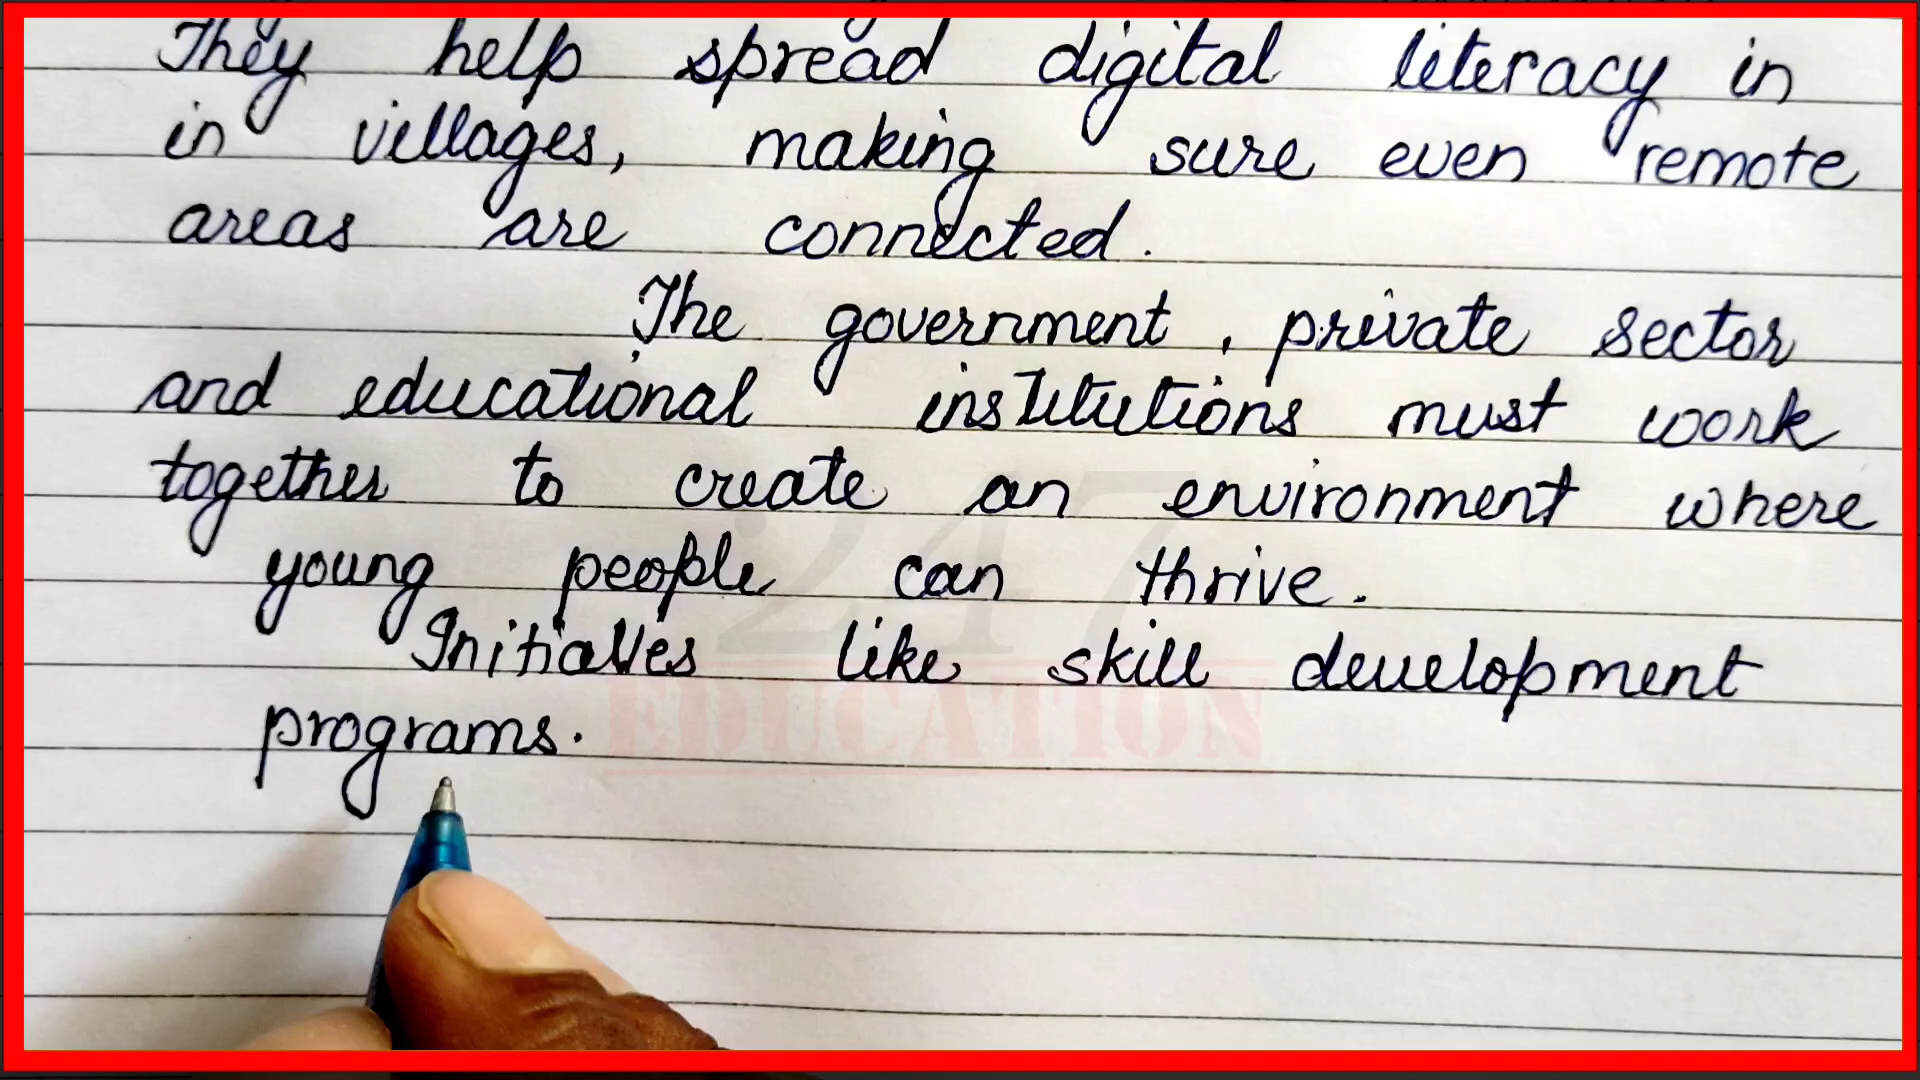 They help spread digital literacy in
in villages, making sure even remote
areas are connected.
The government, private sector
and educational institutions must work
together to create an environment where
young people can thrive.
Initiatves like skill development
programs.
247
EDUCATION